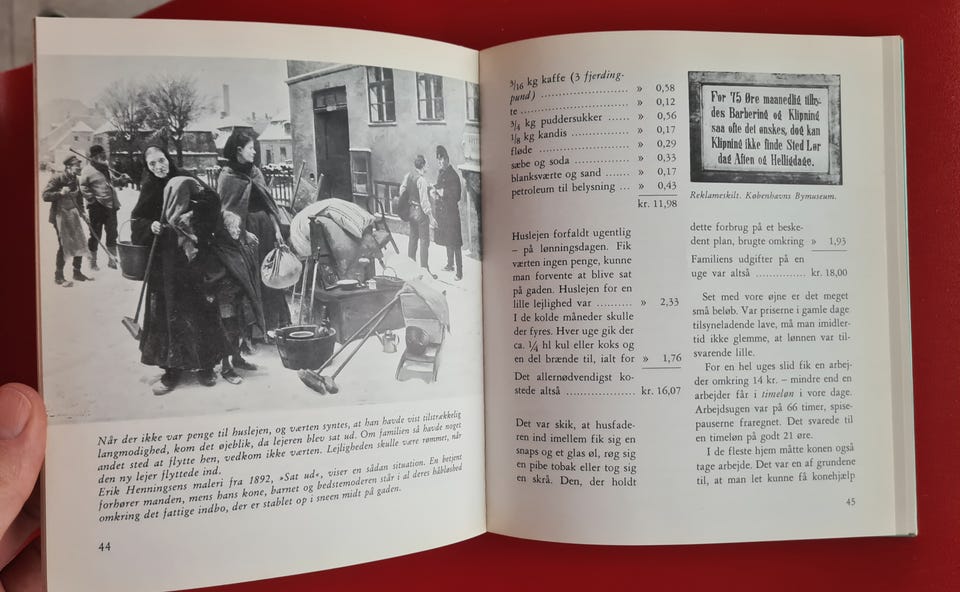 Når der ikke var penge til huslejen, og værten syntes, at han havde vist tilstrækkelig
langmodighed, kom det øjeblik, da lejeren blev sat ud. Om familien så havde noget
andet sted at flytte hen, vedkom ikke værten. Lejligheden skulle være rømmet, når
den ny lejer flyttede ind.
Erik Henningsens maleri fra 1892, »Sat ud«, viser en sådan situation. En betjent
forhører manden, mens hans kone, barnet og bedstemoderen står i al deres hjælpeløshed
omkring det fattige indbo, der er stablet op i sneen midt på gaden.
44
3/16 kg kaffe (3 fjerding-
pund) ........................ » 0,58
te ............................... » 0,12
3/4 kg puddersukker ....... » 0,56
1/8 kg kandis ................ » 0,17
fløde ........................... » 0,29
sæbe og soda ............... » 0,33
blanksværte og sand ....... » 0,17
petroleum til belysning ... » 0,43
kr. 11,98
Huslejen forfaldt ugentlig
– på lønningsdagen. Fik
værten ingen penge, kunne
man forvente at blive sat
på gaden. Huslejen for en
lille lejlighed var .......... » 2,33
I de kolde måneder skulle
der fyres. Hver uge gik der
ca. 1/4 hl kul eller koks og
en del brænde til, ialt for » 1,76
Det allernødvendigst ko-
stede altså .................. kr. 16,07
Det var skik, at husfade-
ren ind imellem fik sig en
snaps og et glas øl, røg sig
en pibe tobak eller tog sig
en skrå. Den, der holdt
For 75 Øre maanedlig tilby-
des Barbering og Klipning
saa ofte det ønskes, dog kan
Klipning ikke finde Sted Lør
dag Aften og Helligdage.
Reklameskilt. Københavns Bymuseum.
dette forbrug på et beske-
dent plan, brugte omkring » 1,93
Familiens udgifter på en
uge var altså .............. kr. 18,00
Set med vore øjne er det meget
små beløb. Var priserne i gamle dage
tilsyneladende lave, må man imidler-
tid ikke glemme, at lønnen var til-
svarende lille.
For en hel uges slid fik en arbej-
der omkring 14 kr. – mindre end en
arbejder får i timeløn i vore dage.
Arbejdsugen var på 66 timer, spise-
pauserne fraregnet. Det svarede til
en timeløn på godt 21 øre.
I de fleste hjem måtte konen også
tage arbejde. Det var en af grundene
til, at man let kunne få konehjælp
45